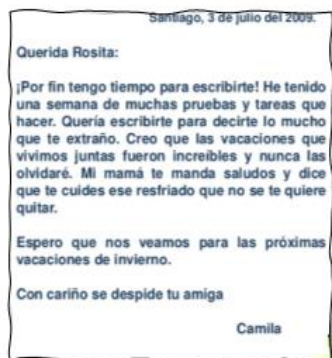 Santiago, 3 de julio del 2009.
Querida Rosita:
¡Por fin tengo tiempo para escribirte! He tenido
una semana de muchas pruebas y tareas que
hacer. Quería escribirte para decirte lo mucho
que te extraño. Creo que las vacaciones que
vivimos juntas fueron increíbles y nunca las
olvidaré. Mi mamá te manda saludos y dice
que te cuides ese resfriado que no se te quiere
quitar.
Espero que nos veamos para las próximas
vacaciones de invierno.
Con cariño se despide tu amiga
Camila